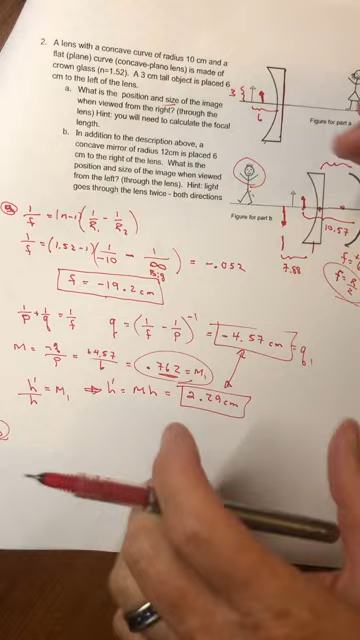 2. A lens with a concave curve of radius 10 cm and a
flat (plane) curve (concave-plano lens) is made of
crown glass (n=1.52). A 3 cm tall object is placed 6
cm to the left of the lens.
a. What is the position and size of the image
when viewed from the right? (through the
lens) Hint: you will need to calculate the focal
length.
b. In addition to the description above, a
concave mirror of radius 12cm is placed 6
cm to the right of the lens. What is the
position and size of the image when viewed
from the left? (through the lens). Hint: light
goes through the lens twice - both directions
3
6
Figure for part a
Figure for part b
10.57
7.88
1/f = (n-1)(1/R₁ - 1/R₂)
1/f = (1.52-1)(1/-10 - 1/∞) = -.052
Big
f = -19.2 cm
1/p + 1/q = 1/f q = (1/f - 1/p)⁻¹ = -4.57 cm = q₁
M = -q/p = +4.57/6 = .762 = M₁
h'/h = M₁ ⇒ h' = Mh = 2.29 cm